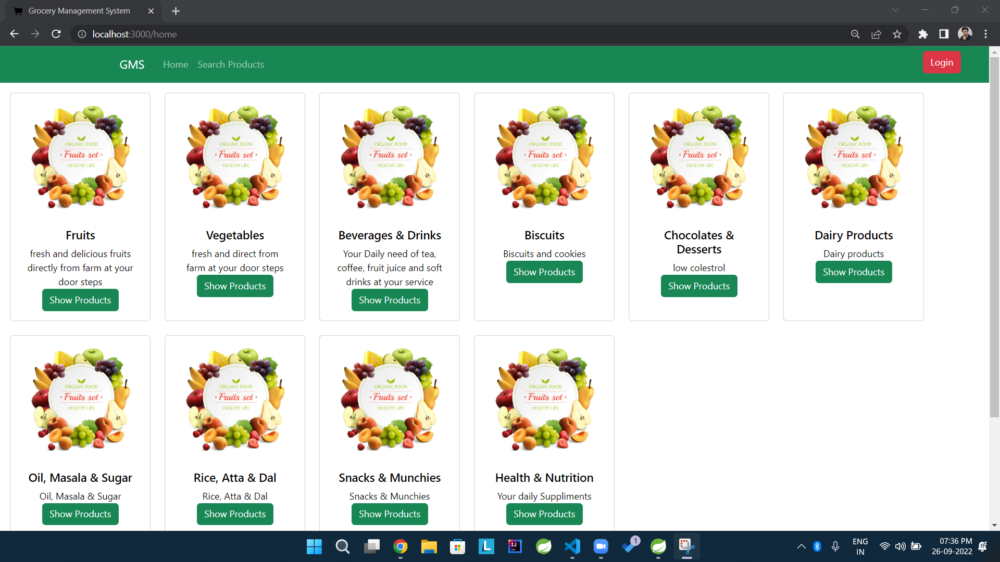 Grocery Management System
localhost:3000/home
GMS Home Search Products Login
ORGANIC FOOD
· Fruits set ·
HEALTHY LIFE
Fruits
fresh and delicious fruits
directly from farm at your
door steps
Show Products
ORGANIC FOOD
· Fruits set ·
HEALTHY LIFE
Vegetables
fresh and direct from
farm at your door steps
Show Products
ORGANIC FOOD
· Fruits set ·
HEALTHY LIFE
Beverages & Drinks
Your Daily need of tea,
coffee, fruit juice and soft
drinks at your service
Show Products
ORGANIC FOOD
· Fruits set ·
HEALTHY LIFE
Biscuits
Biscuits and cookies
Show Products
ORGANIC FOOD
· Fruits set ·
HEALTHY LIFE
Chocolates &
Desserts
low colestrol
Show Products
ORGANIC FOOD
· Fruits set ·
HEALTHY LIFE
Dairy Products
Dairy products
Show Products
ORGANIC FOOD
· Fruits set ·
HEALTHY LIFE
Oil, Masala & Sugar
Oil, Masala & Sugar
Show Products
ORGANIC FOOD
· Fruits set ·
HEALTHY LIFE
Rice, Atta & Dal
Rice, Atta & Dal
Show Products
ORGANIC FOOD
· Fruits set ·
HEALTHY LIFE
Snacks & Munchies
Snacks & Munchies
Show Products
ORGANIC FOOD
· Fruits set ·
HEALTHY LIFE
Health & Nutrition
Your daily Suppliments
Show Products
L
IJ
1
ENG
IN
07:36 PM
26-09-2022